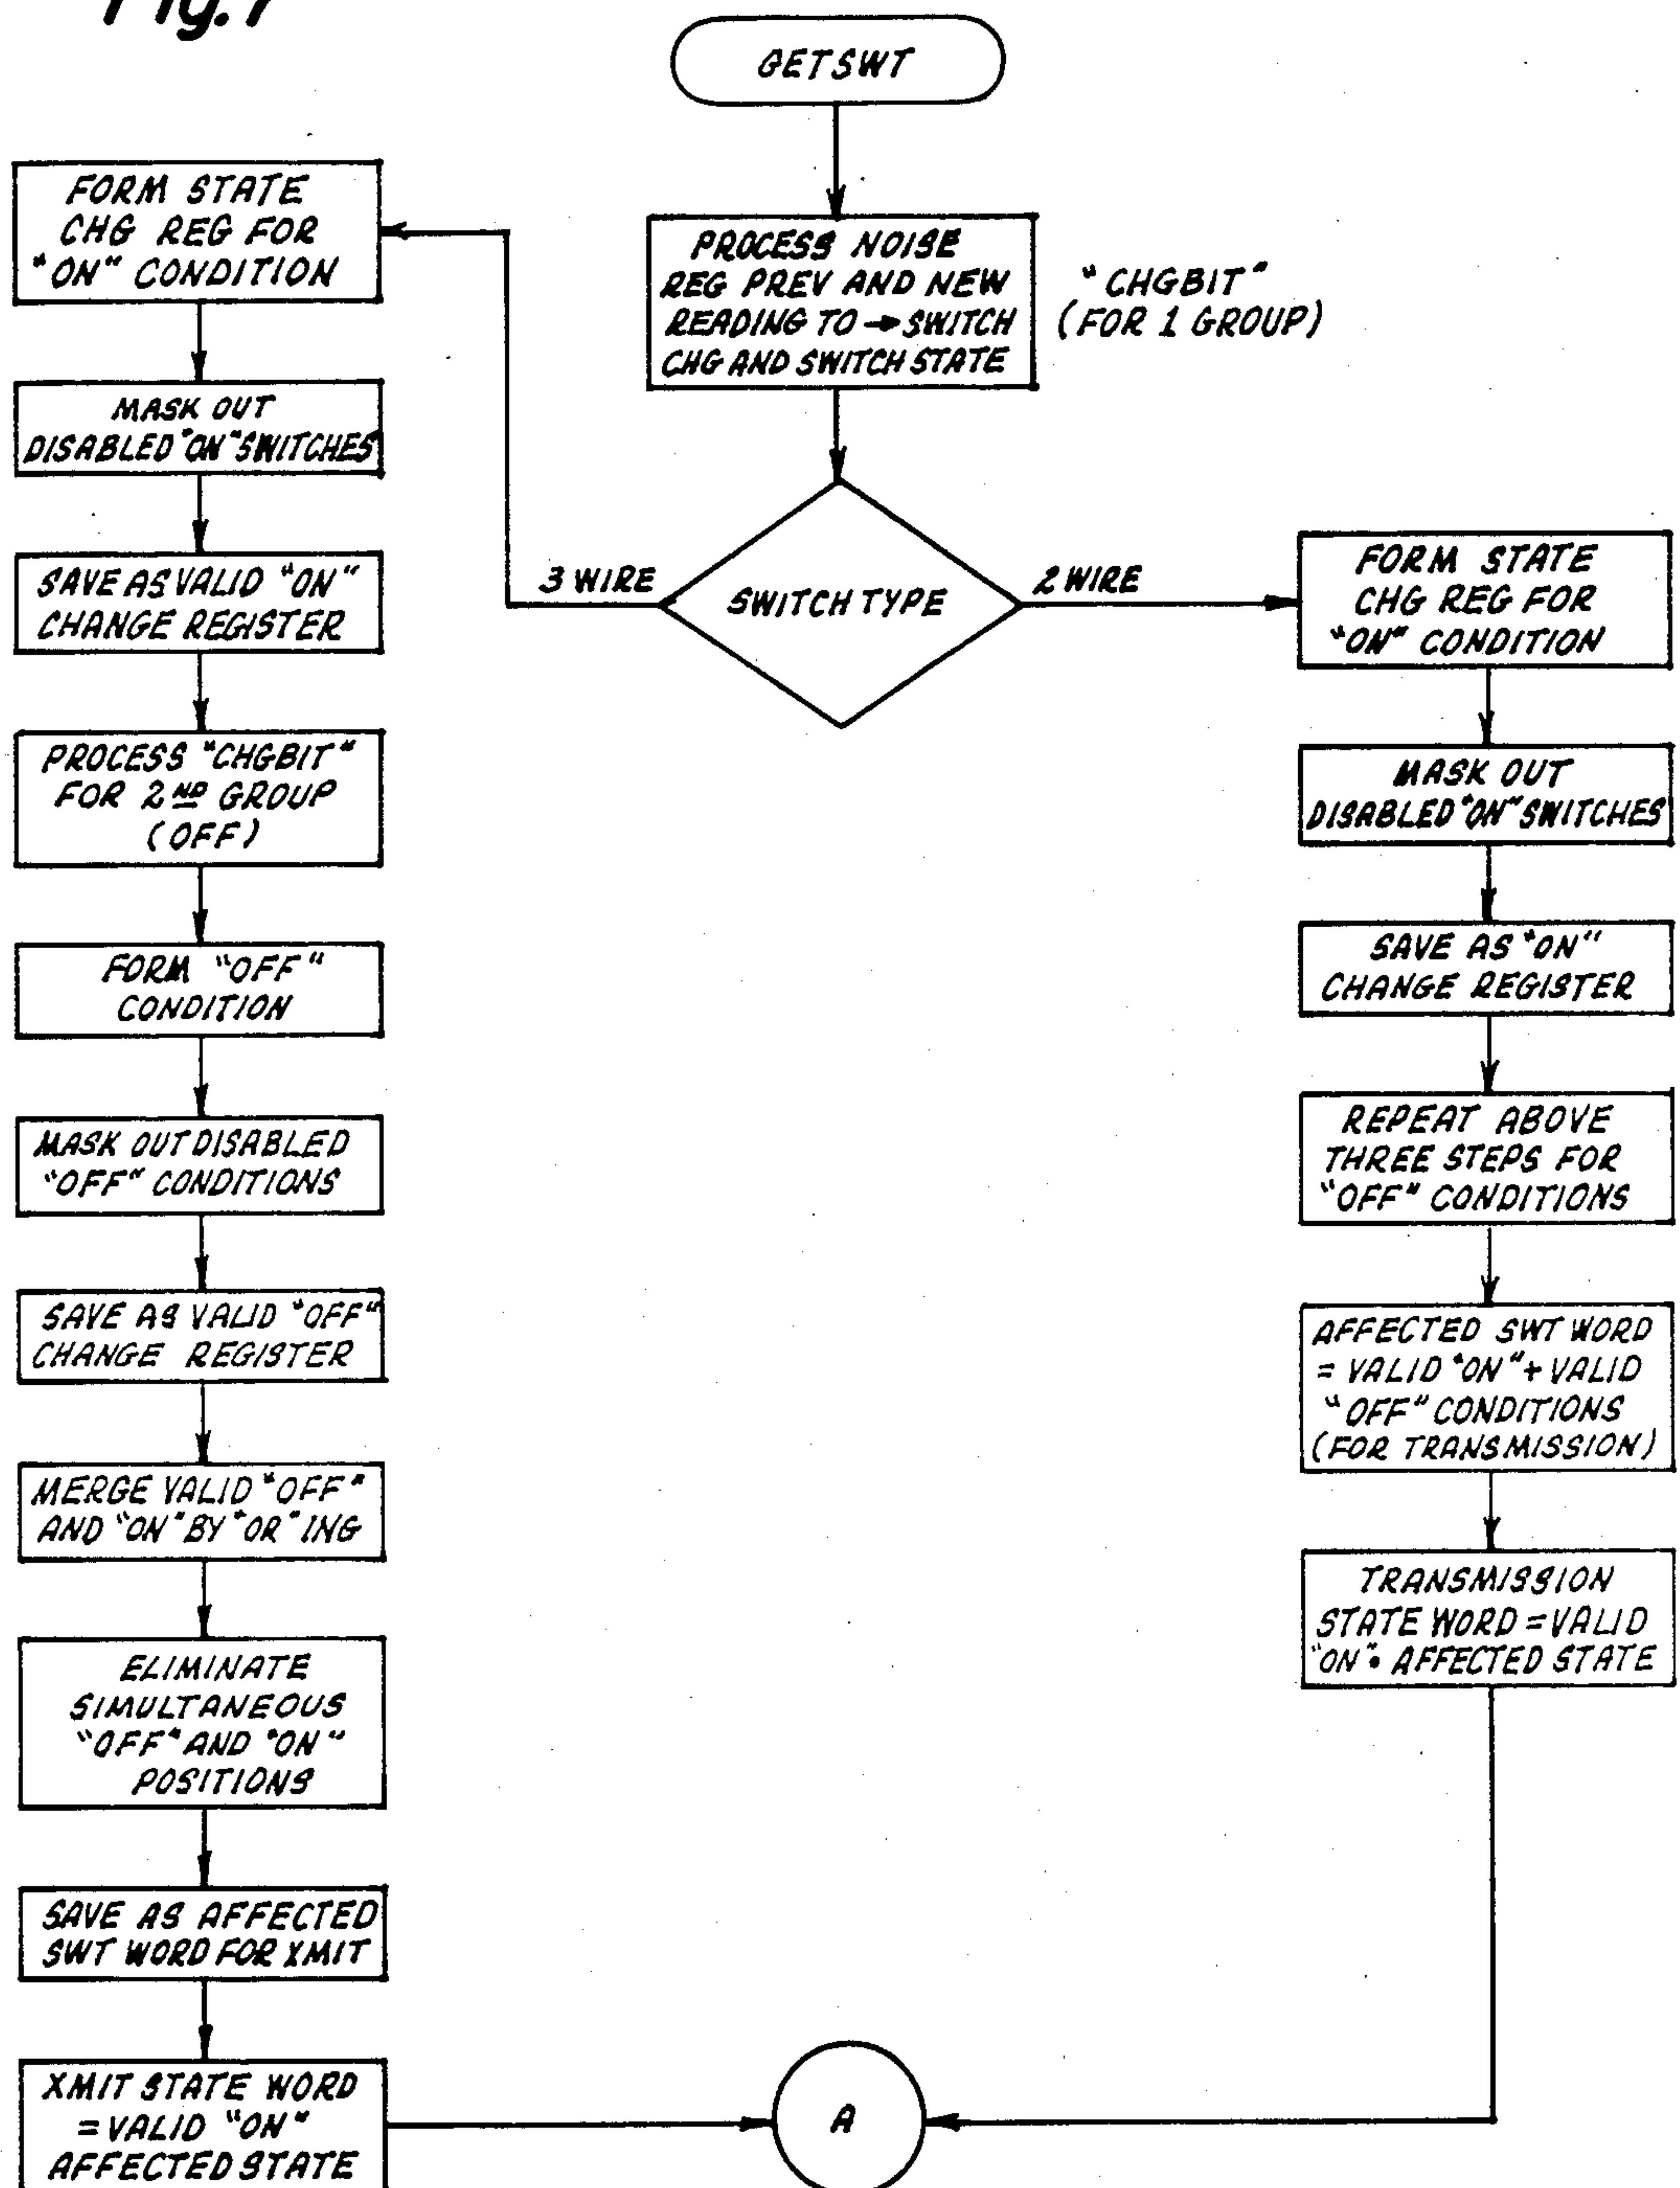 Fig. 7
GETSWT
PROCESS NOISE
REG PREV AND NEW
READING TO → SWITCH
CHG AND SWITCH STATE
"CHGBIT"
(FOR 1 GROUP)
SWITCH TYPE
3 WIRE
2 WIRE
FORM STATE
CHG REG FOR
"ON" CONDITION
MASK OUT
DISABLED "ON" SWITCHES
SAVE AS VALID "ON"
CHANGE REGISTER
PROCESS "CHGBIT"
FOR 2ND GROUP
(OFF)
FORM "OFF"
CONDITION
MASK OUT DISABLED
"OFF" CONDITIONS
SAVE AS VALID "OFF"
CHANGE REGISTER
MERGE VALID "OFF"
AND "ON" BY "OR" ING
ELIMINATE
SIMULTANEOUS
"OFF" AND "ON"
POSITIONS
SAVE AS AFFECTED
SWT WORD FOR XMIT
XMIT STATE WORD
= VALID "ON"
AFFECTED STATE
FORM STATE
CHG REG FOR
"ON" CONDITION
MASK OUT
DISABLED "ON" SWITCHES
SAVE AS "ON"
CHANGE REGISTER
REPEAT ABOVE
THREE STEPS FOR
"OFF" CONDITIONS
AFFECTED SWT WORD
= VALID "ON" + VALID
"OFF" CONDITIONS
(FOR TRANSMISSION)
TRANSMISSION
STATE WORD = VALID
"ON" • AFFECTED STATE
A